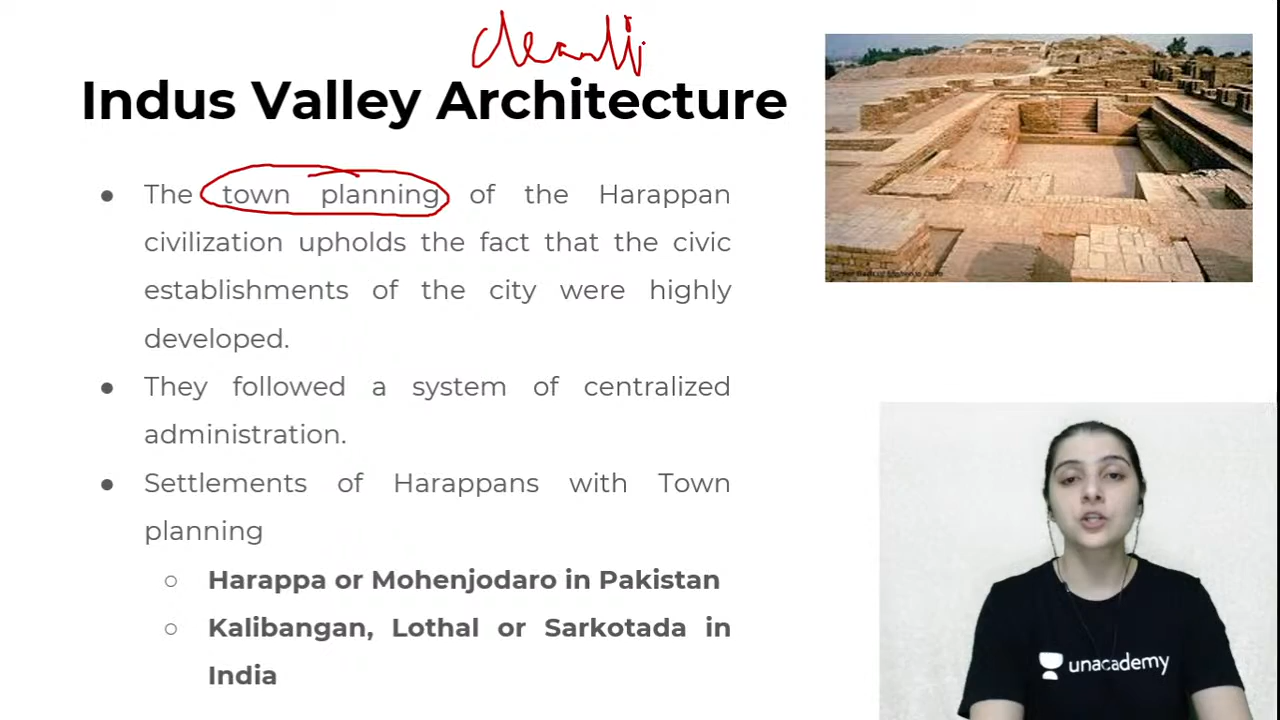 Indus Valley Architecture
● The town planning of the Harappan
civilization upholds the fact that the civic
establishments of the city were highly
developed.
● They followed a system of centralized
administration.
● Settlements of Harappans with Town
planning
○ Harappa or Mohenjodaro in Pakistan
○ Kalibangan, Lothal or Sarkotada in
India
unacademy